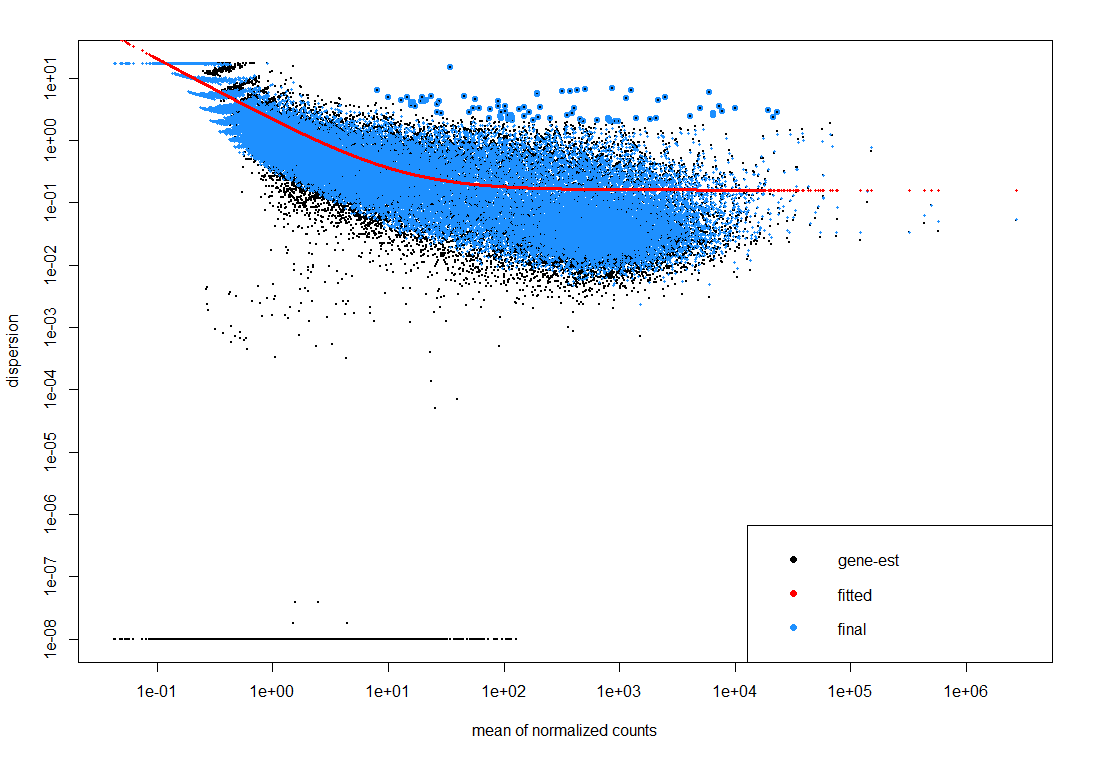 1e+01
1e+00
1e-01
1e-02
1e-03
1e-04
1e-05
1e-06
1e-07
1e-08
dispersion
gene-est
fitted
final
1e-01 1e+00 1e+01 1e+02 1e+03 1e+04 1e+05 1e+06
mean of normalized counts